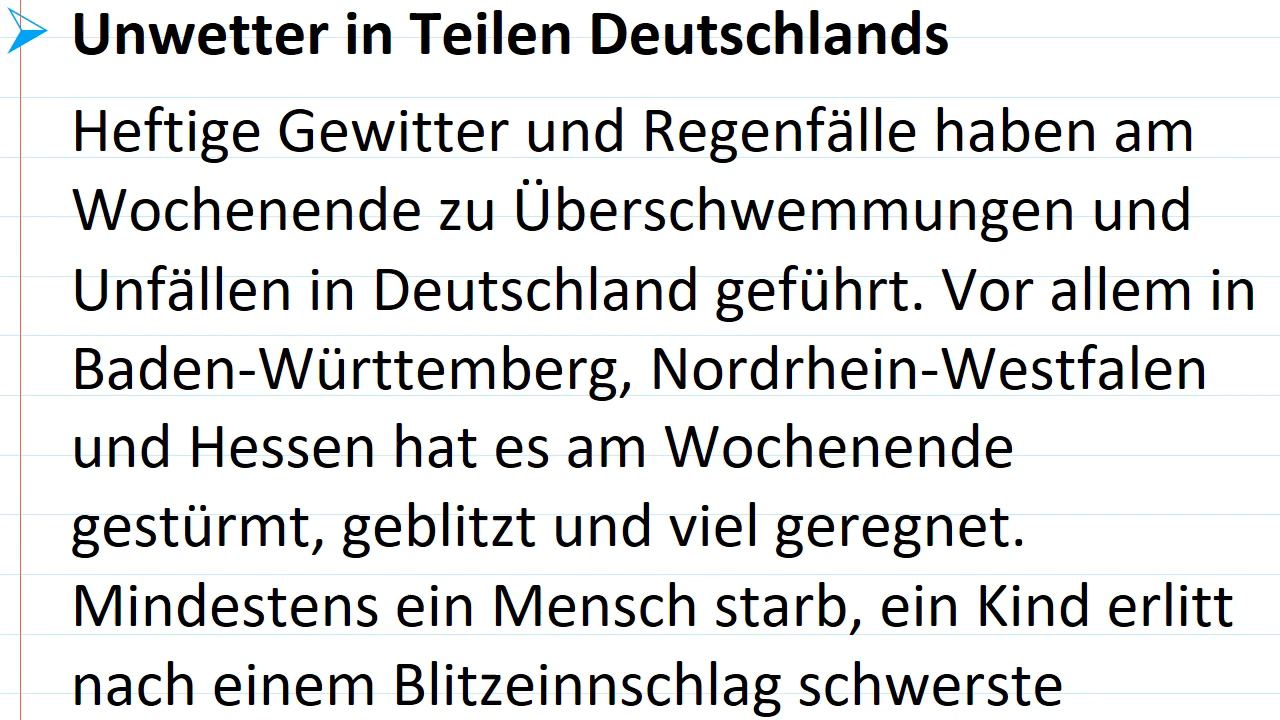 Unwetter in Teilen Deutschlands
Heftige Gewitter und Regenfälle haben am
Wochenende zu Überschwemmungen und
Unfällen in Deutschland geführt. Vor allem in
Baden-Württemberg, Nordrhein-Westfalen
und Hessen hat es am Wochenende
gestürmt, geblitzt und viel geregnet.
Mindestens ein Mensch starb, ein Kind erlitt
nach einem Blitzeinnschlag schwerste